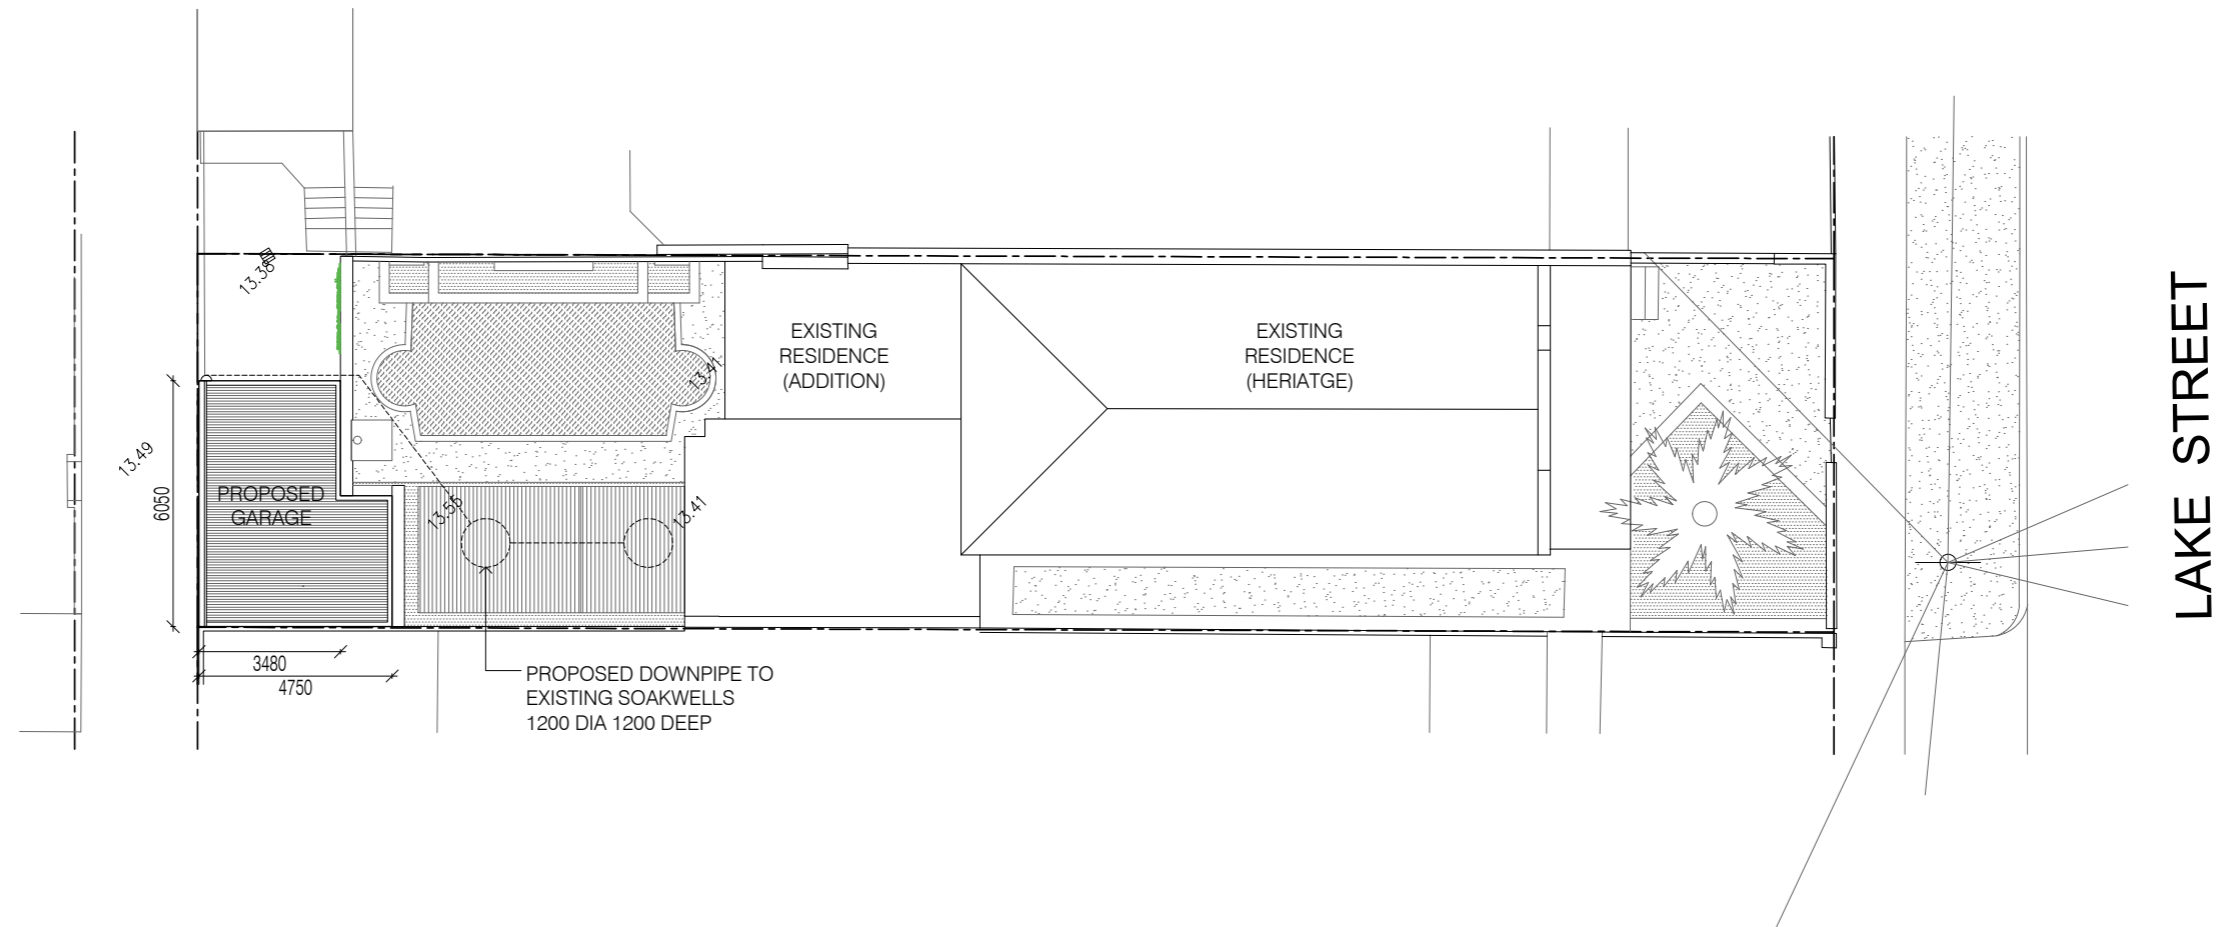 13.38
13.49
6050
PROPOSED
GARAGE
3480
4750
13.55
13.41
13.41
EXISTING
RESIDENCE
(ADDITION)
EXISTING
RESIDENCE
(HERIATGE)
PROPOSED DOWNPIPE TO
EXISTING SOAKWELLS
1200 DIA 1200 DEEP
LAKE STREET